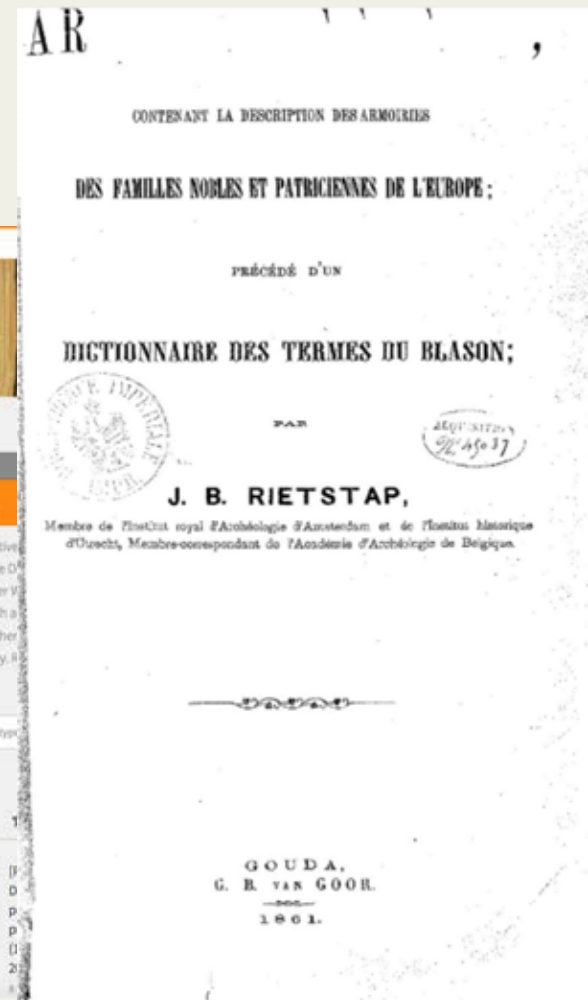 AR ,
CONTENANT LA DESCRIPTION DES ARMOIRIES
DES FAMILLES NOBLES ET PATRICIENNES DE L'EUROPE ;
PRÉCÉDÉ D'UN
DICTIONNAIRE DES TERMES DU BLASON;
PAR
ACQUISITION
J. B. RIETSTAP,
Membre de l'Institut royal d'Archéologie d'Amsterdam et de l'Institut historique
d'Utrecht, Membre-correspondant de l'Académie d'Archéologie de Belgique.
GOUDA,
G. B. VAN GOOR.
1861.